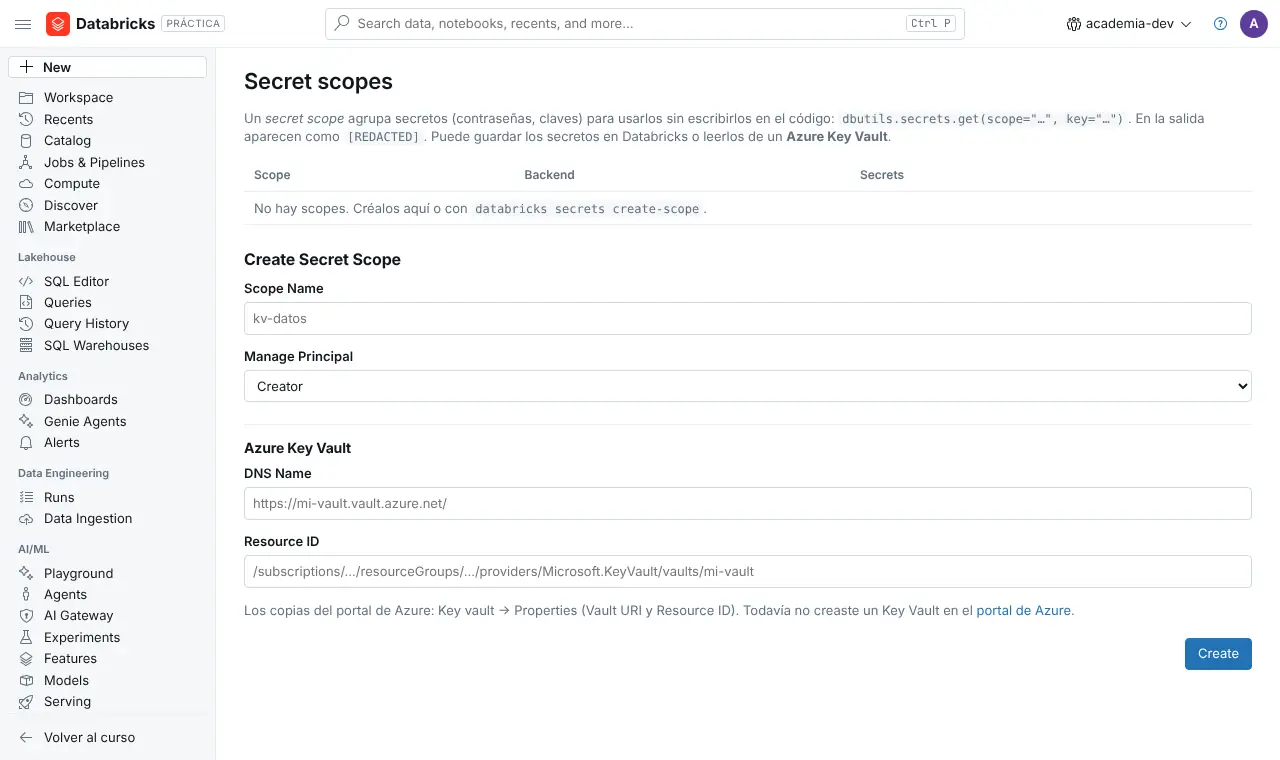 Databricks PRÁCTICA
Search data, notebooks, recents, and more... Ctrl P
academia-dev
A
New
Workspace
Recents
Catalog
Jobs & Pipelines
Compute
Discover
Marketplace
Lakehouse
SQL Editor
Queries
Query History
SQL Warehouses
Analytics
Dashboards
Genie Agents
Alerts
Data Engineering
Runs
Data Ingestion
AI/ML
Playground
Agents
AI Gateway
Experiments
Features
Models
Serving
Volver al curso
Secret scopes
Un secret scope agrupa secretos (contraseñas, claves) para usarlos sin escribirlos en el código: dbutils.secrets.get(scope="…", key="…") . En la salida
aparecen como [REDACTED] . Puede guardar los secretos en Databricks o leerlos de un Azure Key Vault.
Scope Backend Secrets
No hay scopes. Créalos aquí o con databricks secrets create-scope .
Create Secret Scope
Scope Name
kv-datos
Manage Principal
Creator
Azure Key Vault
DNS Name
https://mi-vault.vault.azure.net/
Resource ID
/subscriptions/.../resourceGroups/.../providers/Microsoft.KeyVault/vaults/mi-vault
Los copias del portal de Azure: Key vault → Properties (Vault URI y Resource ID). Todavía no creaste un Key Vault en el portal de Azure.
Create